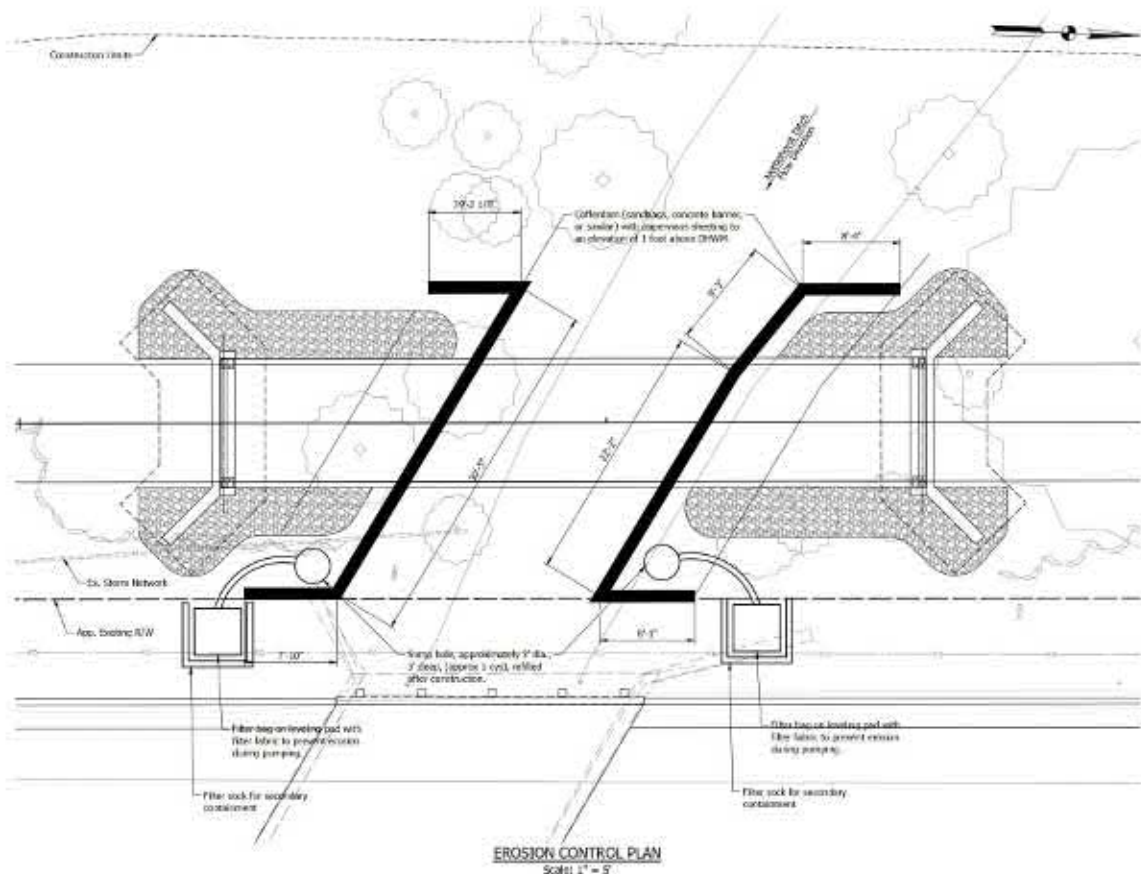 Construction Limits
Flow Direction
Cofferdam (sandbags, concrete barrier,
or similar) with impervious sheeting to
an elevation of 1 foot above OHWM.
Ex. Storm Network
App. Existing R/W
7'-10"
Sump hole, approximately 3' dia.,
3' deep, (approx 1 cyd), refilled
after construction.
Filter bag on leveling pad with
filter fabric to prevent erosion
during pumping.
Filter bag on leveling pad with
filter fabric to prevent erosion
during pumping.
Filter sock for secondary
containment
Filter sock for secondary
containment
EROSION CONTROL PLAN
Scale: 1" = 5'